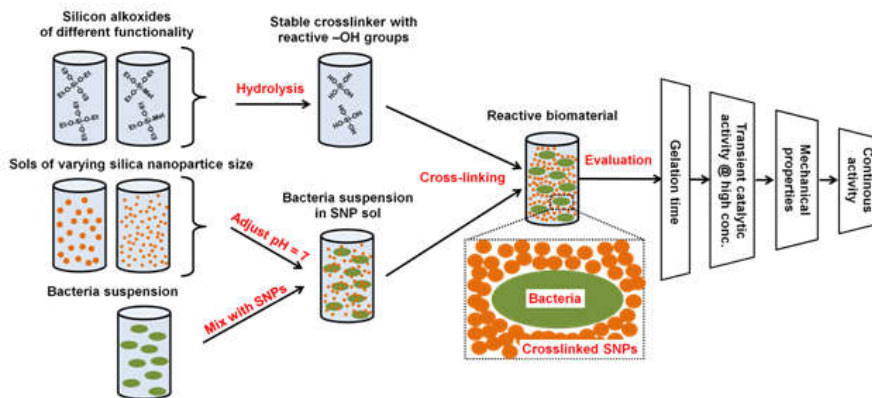 Silicon alkoxides
of different functionality
Stable crosslinker with
reactive –OH groups
Hydrolysis
Sols of varying silica nanopartice size
Bacteria suspension
in SNP sol
Adjust pH = 7
Bacteria suspension
Mix with SNPs
Cross-linking
Reactive biomaterial
Evaluation
Bacteria
Crosslinked SNPs
Gelation time
Transient catalytic
activity @ high conc.
Mechanical
properties
Continous
activity